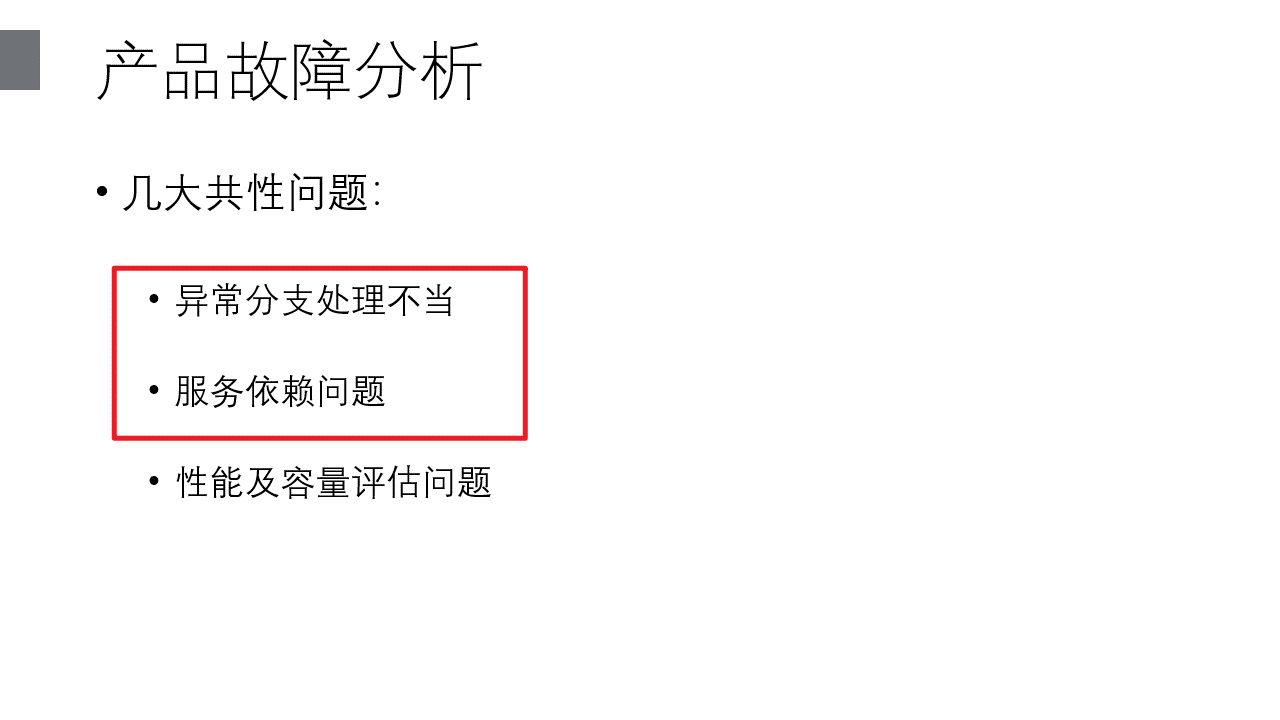 产品故障分析
• 几大共性问题：
• 异常分支处理不当
• 服务依赖问题
• 性能及容量评估问题